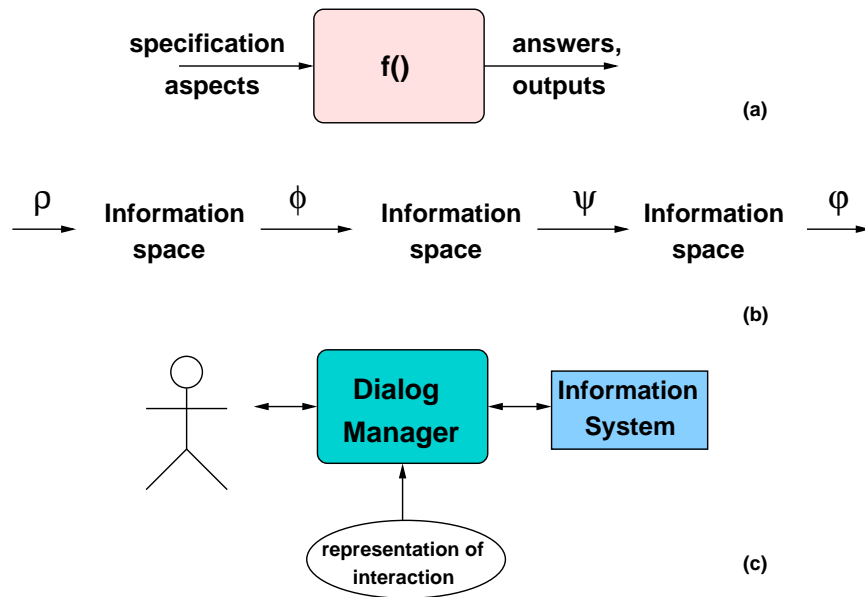 specification
aspects
f()
answers,
outputs
(a)
ρ
Information
space
ϕ
Information
space
ψ
Information
space
φ
(b)
Dialog
Manager
Information
System
representation of
interaction
(c)